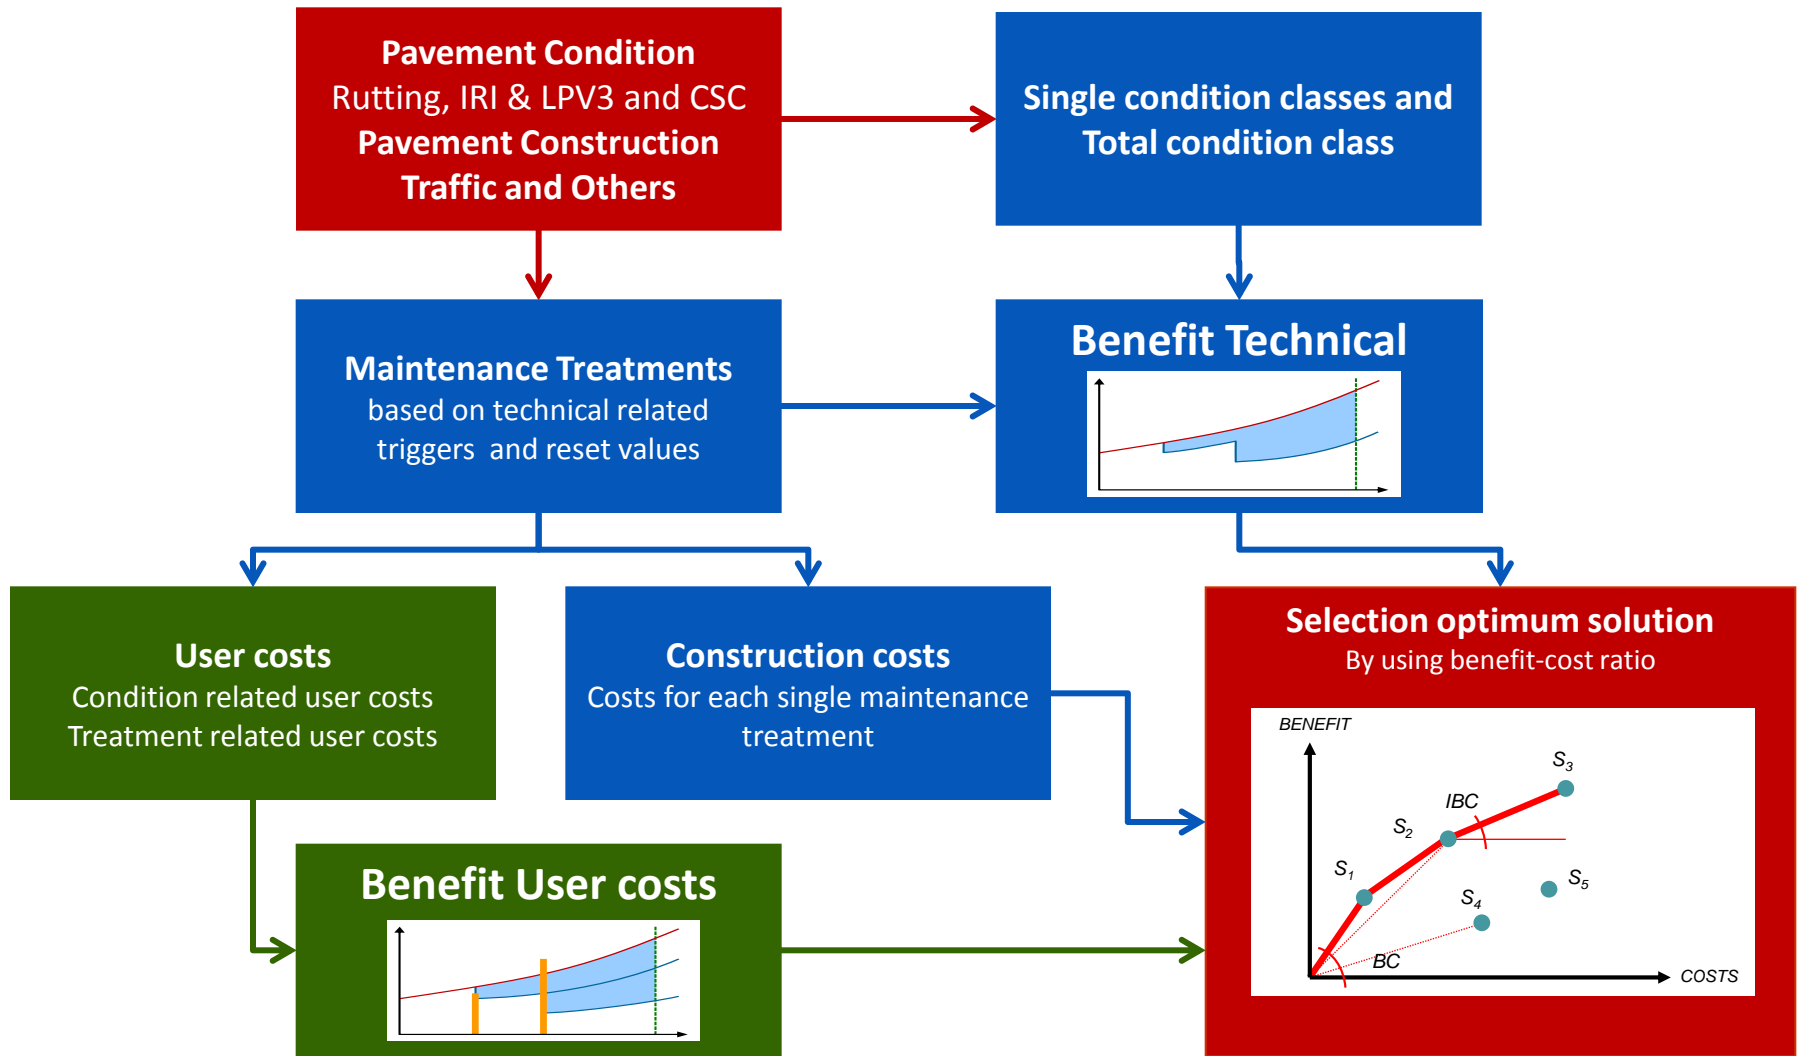 Pavement Condition
Rutting, IRI & LPV3 and CSC
Pavement Construction
Traffic and Others
Single condition classes and
Total condition class
Maintenance Treatments
based on technical related
triggers and reset values
Benefit Technical
User costs
Condition related user costs
Treatment related user costs
Construction costs
Costs for each single maintenance
treatment
Selection optimum solution
By using benefit-cost ratio
BENEFIT
S3
IBC
S2
S1
S5
S4
BC
COSTS
Benefit User costs